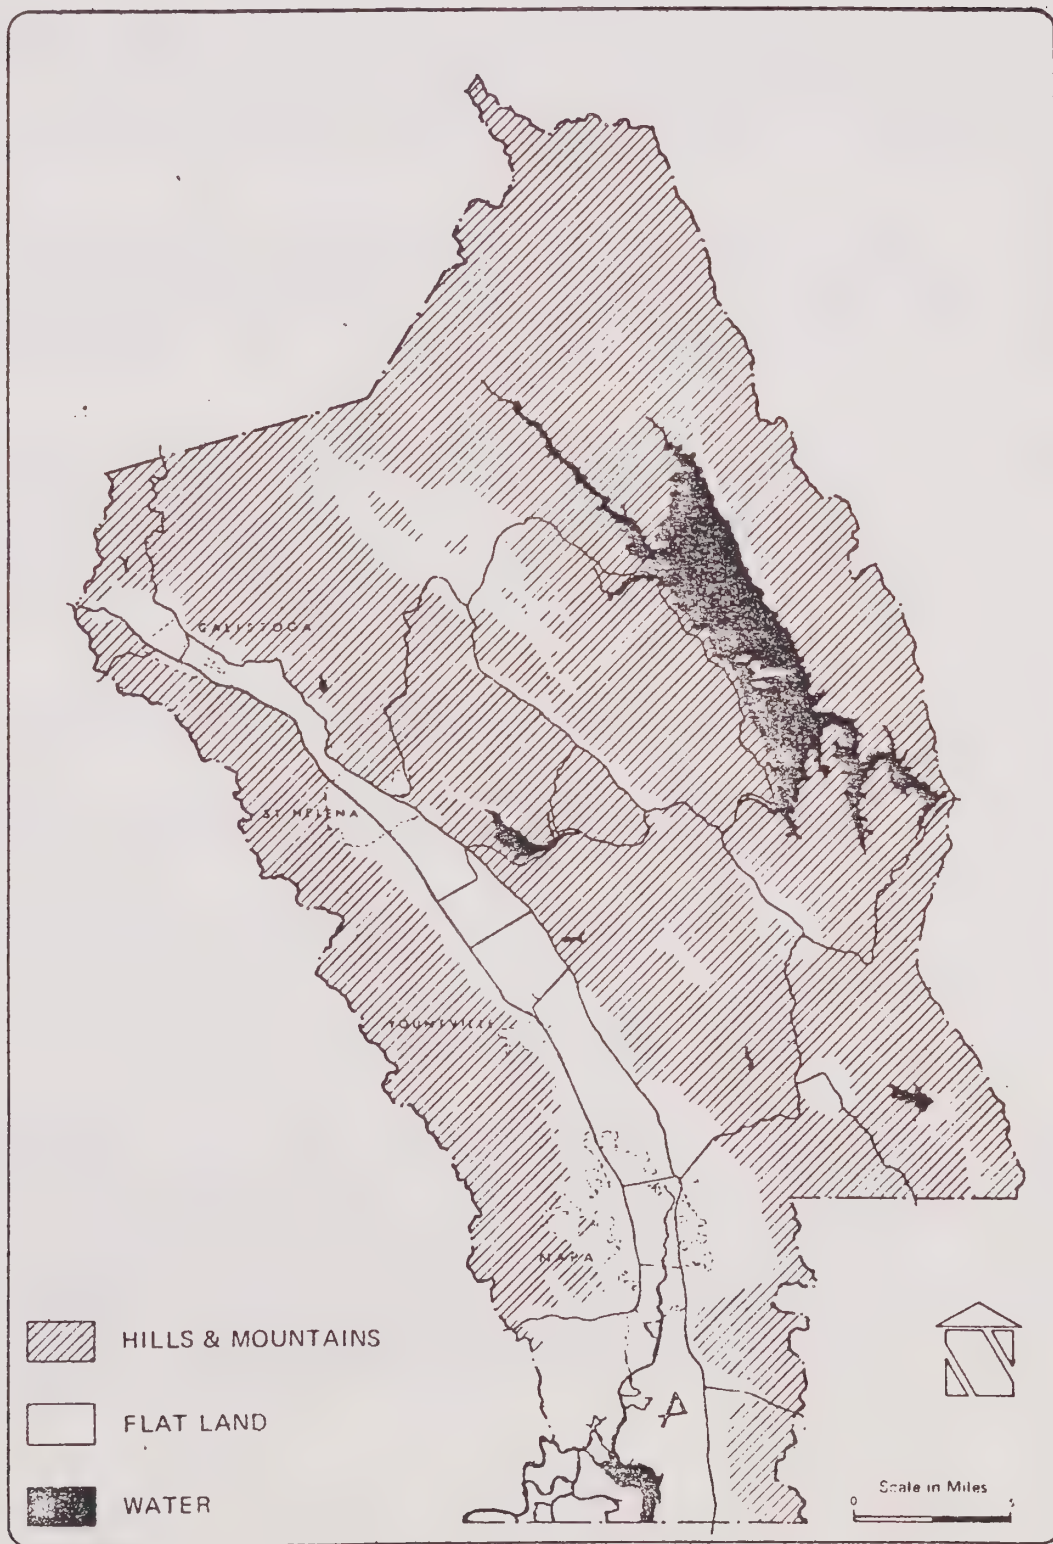 CALISTOGA
ST HELENA
YOUNTVILLE
NAPA
HILLS & MOUNTAINS
FLAT LAND
WATER
Scale in Miles
0 5